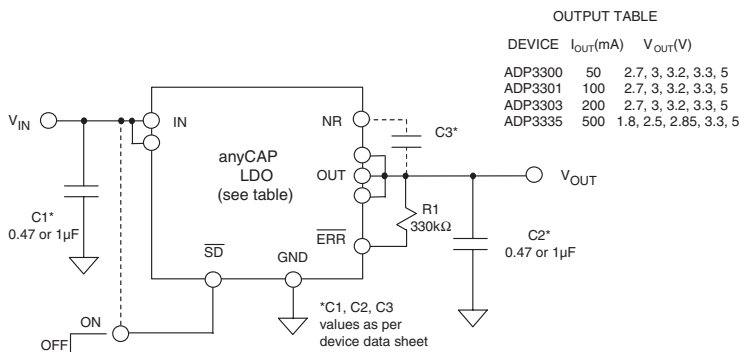 OUTPUT TABLE
DEVICE I_OUT(mA) V_OUT(V)
ADP3300 50 2.7, 3, 3.2, 3.3, 5
ADP3301 100 2.7, 3, 3.2, 3.3, 5
ADP3303 200 2.7, 3, 3.2, 3.3, 5
ADP3335 500 1.8, 2.5, 2.85, 3.3, 5
V_IN
IN
NR
C3*
anyCAP
LDO
(see table)
OUT
V_OUT
C1*
0.47 or 1µF
R1
330kΩ
C2*
0.47 or 1µF
SD
GND
ERR
*C1, C2, C3
values as per
device data sheet
ON
OFF